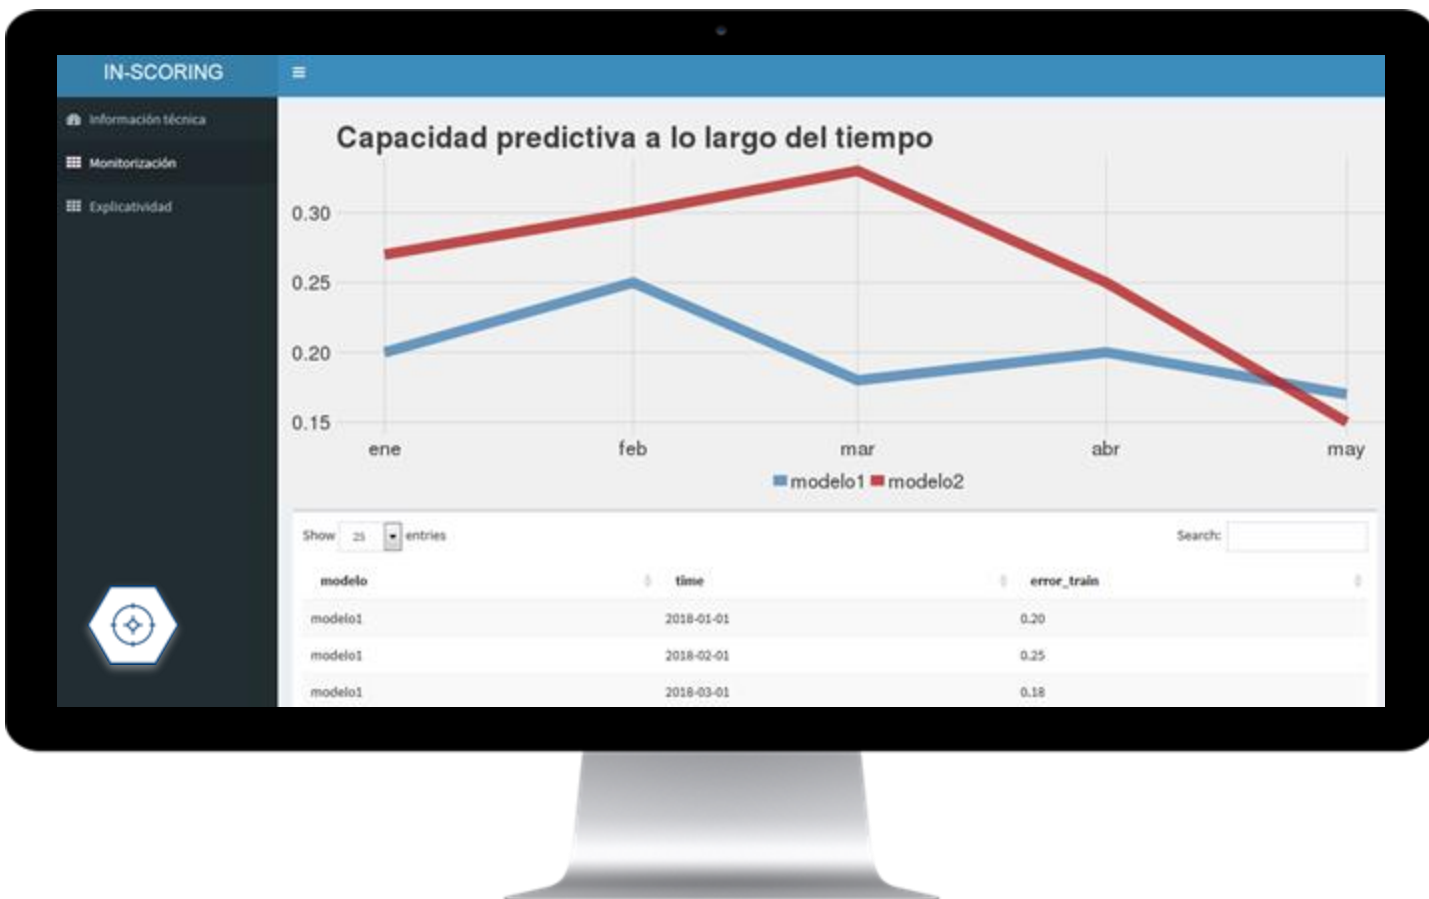 IN-SCORING
Información técnica
Monitorización
Explicatividad
Capacidad predictiva a lo largo del tiempo
0.30
0.25
0.20
0.15
ene feb mar abr may
modelo1 modelo2
Show 25 entries Search:
modelo time error_train
modelo1 2018-01-01 0.20
modelo1 2018-02-01 0.25
modelo1 2018-03-01 0.18